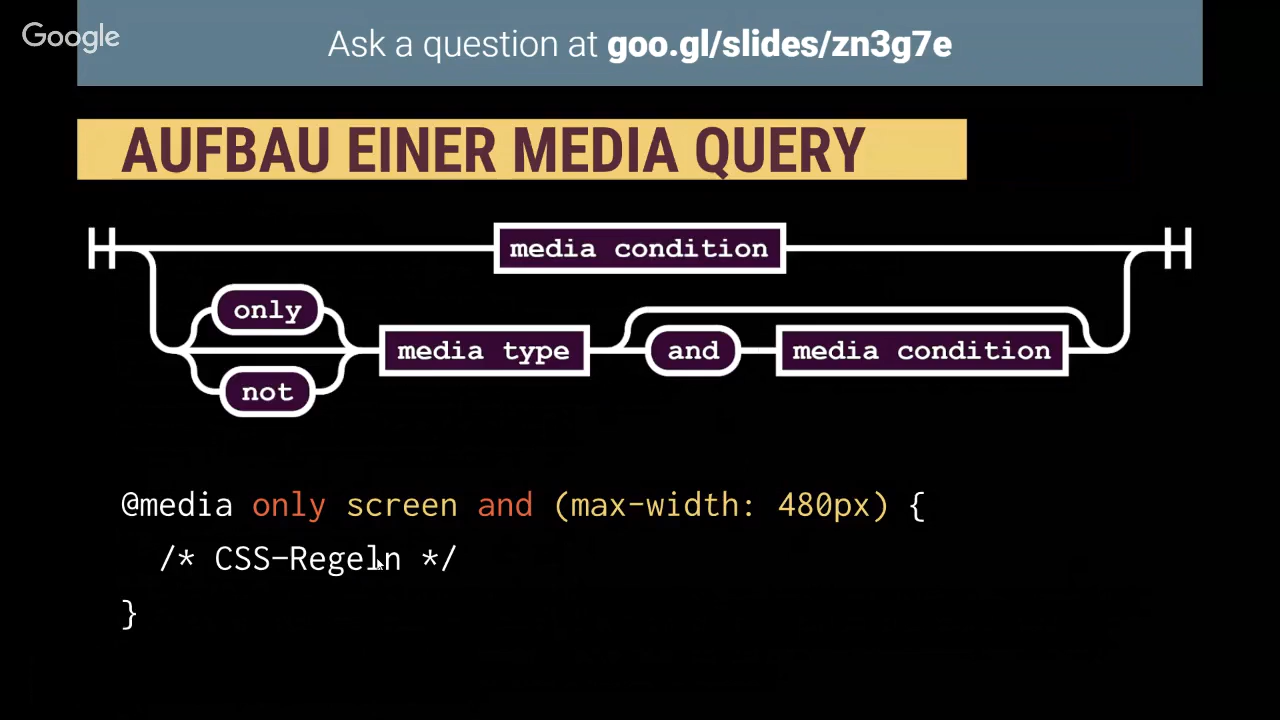 Google
Ask a question at goo.gl/slides/zn3g7e
AUFBAU EINER MEDIA QUERY
media condition
only
media type
and
media condition
not
@media only screen and (max-width: 480px) {
/* CSS-Regeln */
}